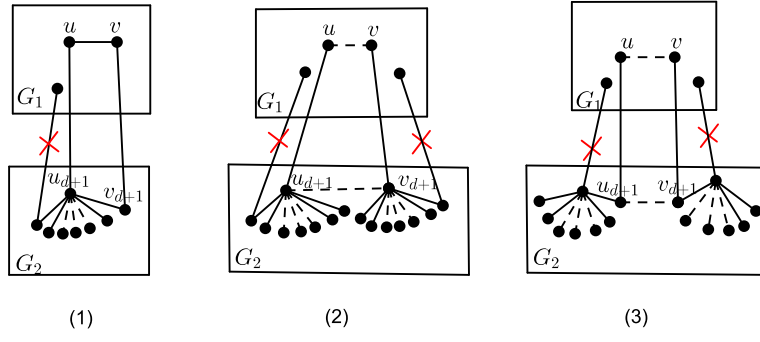 u v
G₁
u_{d+1}
v_{d+1}
G₂
(1)
u v
G₁
u_{d+1} v_{d+1}
G₂
(2)
u v
G₁
u_{d+1} v_{d+1}
G₂
(3)